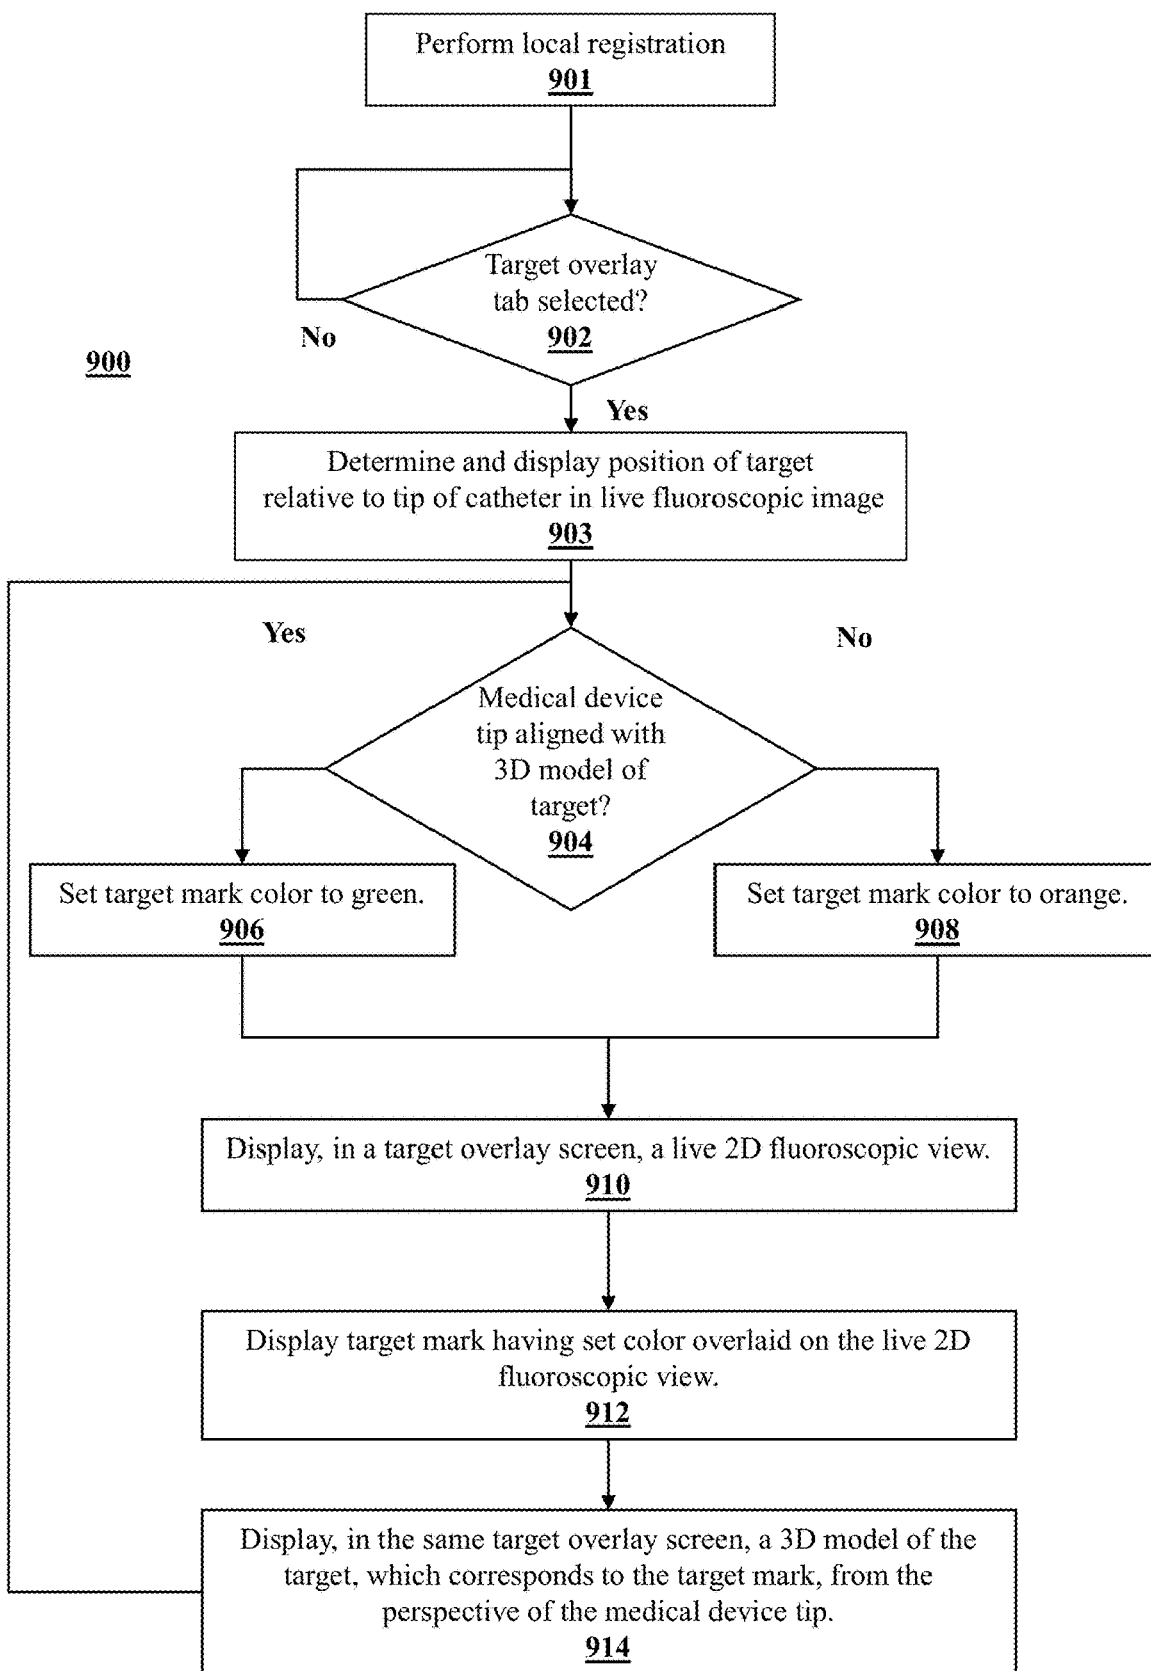 Perform local registration
901
Target overlay
tab selected?
902
No
900
Yes
Determine and display position of target
relative to tip of catheter in live fluoroscopic image
903
Yes
No
Medical device
tip aligned with
3D model of
target?
904
Set target mark color to green.
906
Set target mark color to orange.
908
Display, in a target overlay screen, a live 2D fluoroscopic view.
910
Display target mark having set color overlaid on the live 2D
fluoroscopic view.
912
Display, in the same target overlay screen, a 3D model of the
target, which corresponds to the target mark, from the
perspective of the medical device tip.
914